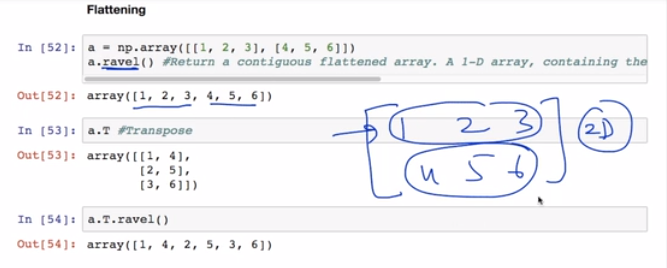 Flattening
In [52]: a = np.array([[1, 2, 3], [4, 5, 6]])
a.ravel() #Return a contiguous flattened array. A 1-D array, containing the
Out[52]: array([1, 2, 3, 4, 5, 6])
In [53]: a.T #Transpose
Out[53]: array([[1, 4],
[2, 5],
[3, 6]])
1 2 3
4 5 6
2D
In [54]: a.T.ravel()
Out[54]: array([1, 4, 2, 5, 3, 6])